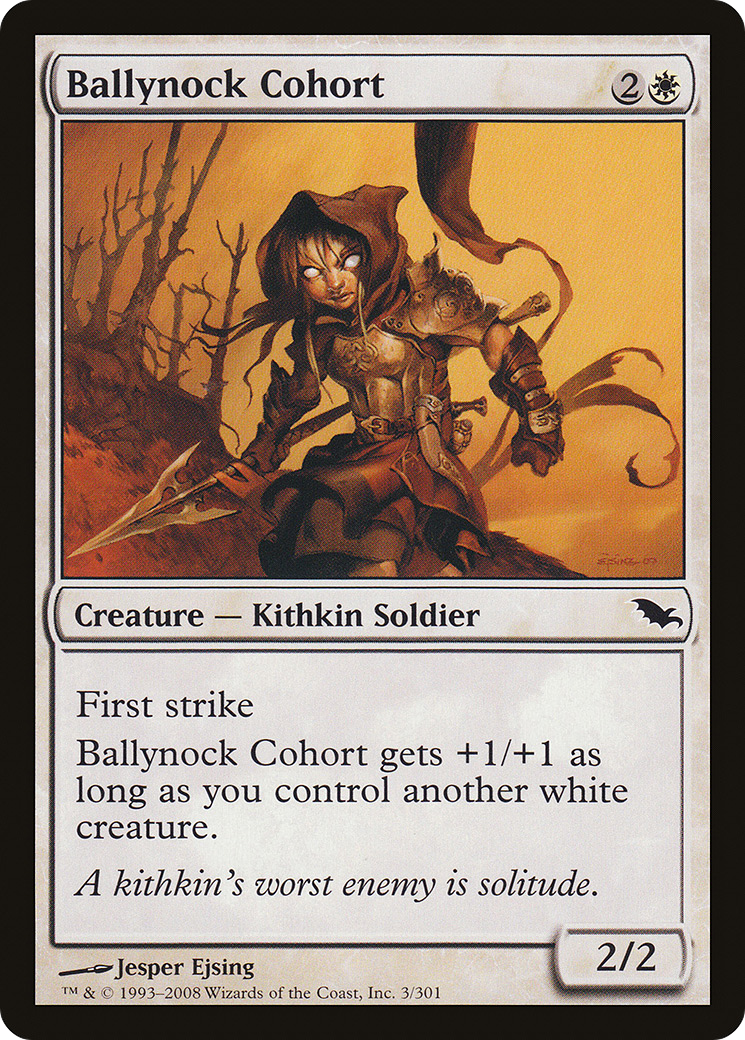 Ballynock Cohort 2
Creature — Kithkin Soldier
First strike
Ballynock Cohort gets +1/+1 as
long as you control another white
creature.
A kithkin's worst enemy is solitude.
2/2
Jesper Ejsing
™ & © 1993–2008 Wizards of the Coast, Inc. 3/301